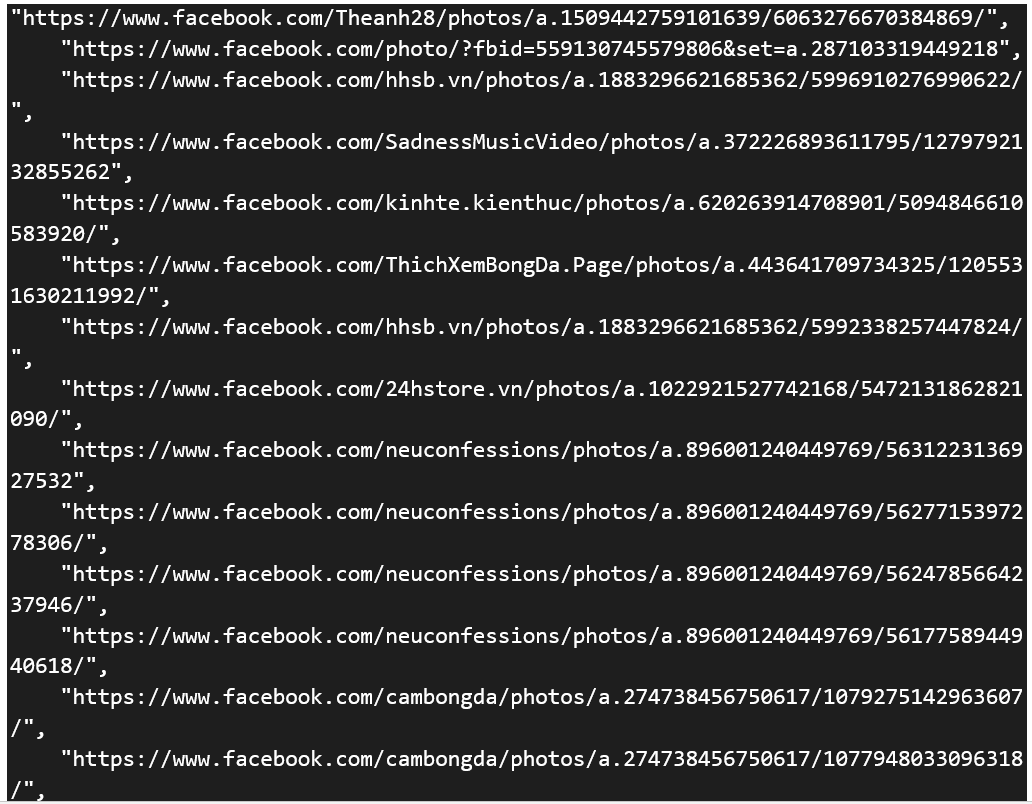 "https://www.facebook.com/Theanh28/photos/a.1509442759101639/6063276670384869/",
"https://www.facebook.com/photo/?fbid=559130745579806&set=a.287103319449218",
"https://www.facebook.com/hhsb.vn/photos/a.1883296621685362/5996910276990622/
",
"https://www.facebook.com/SadnessMusicVideo/photos/a.372226893611795/12797921
32855262",
"https://www.facebook.com/kinhte.kienthuc/photos/a.620263914708901/5094846610
583920/",
"https://www.facebook.com/ThichXemBongDa.Page/photos/a.443641709734325/120553
1630211992/",
"https://www.facebook.com/hhsb.vn/photos/a.1883296621685362/5992338257447824/
",
"https://www.facebook.com/24hstore.vn/photos/a.1022921527742168/5472131862821
090/",
"https://www.facebook.com/neuconfessions/photos/a.896001240449769/56312231369
27532",
"https://www.facebook.com/neuconfessions/photos/a.896001240449769/56277153972
78306/",
"https://www.facebook.com/neuconfessions/photos/a.896001240449769/56247856642
37946/",
"https://www.facebook.com/neuconfessions/photos/a.896001240449769/56177589449
40618/",
"https://www.facebook.com/cambongda/photos/a.274738456750617/1079275142963607
/",
"https://www.facebook.com/cambongda/photos/a.274738456750617/1077948033096318
/",